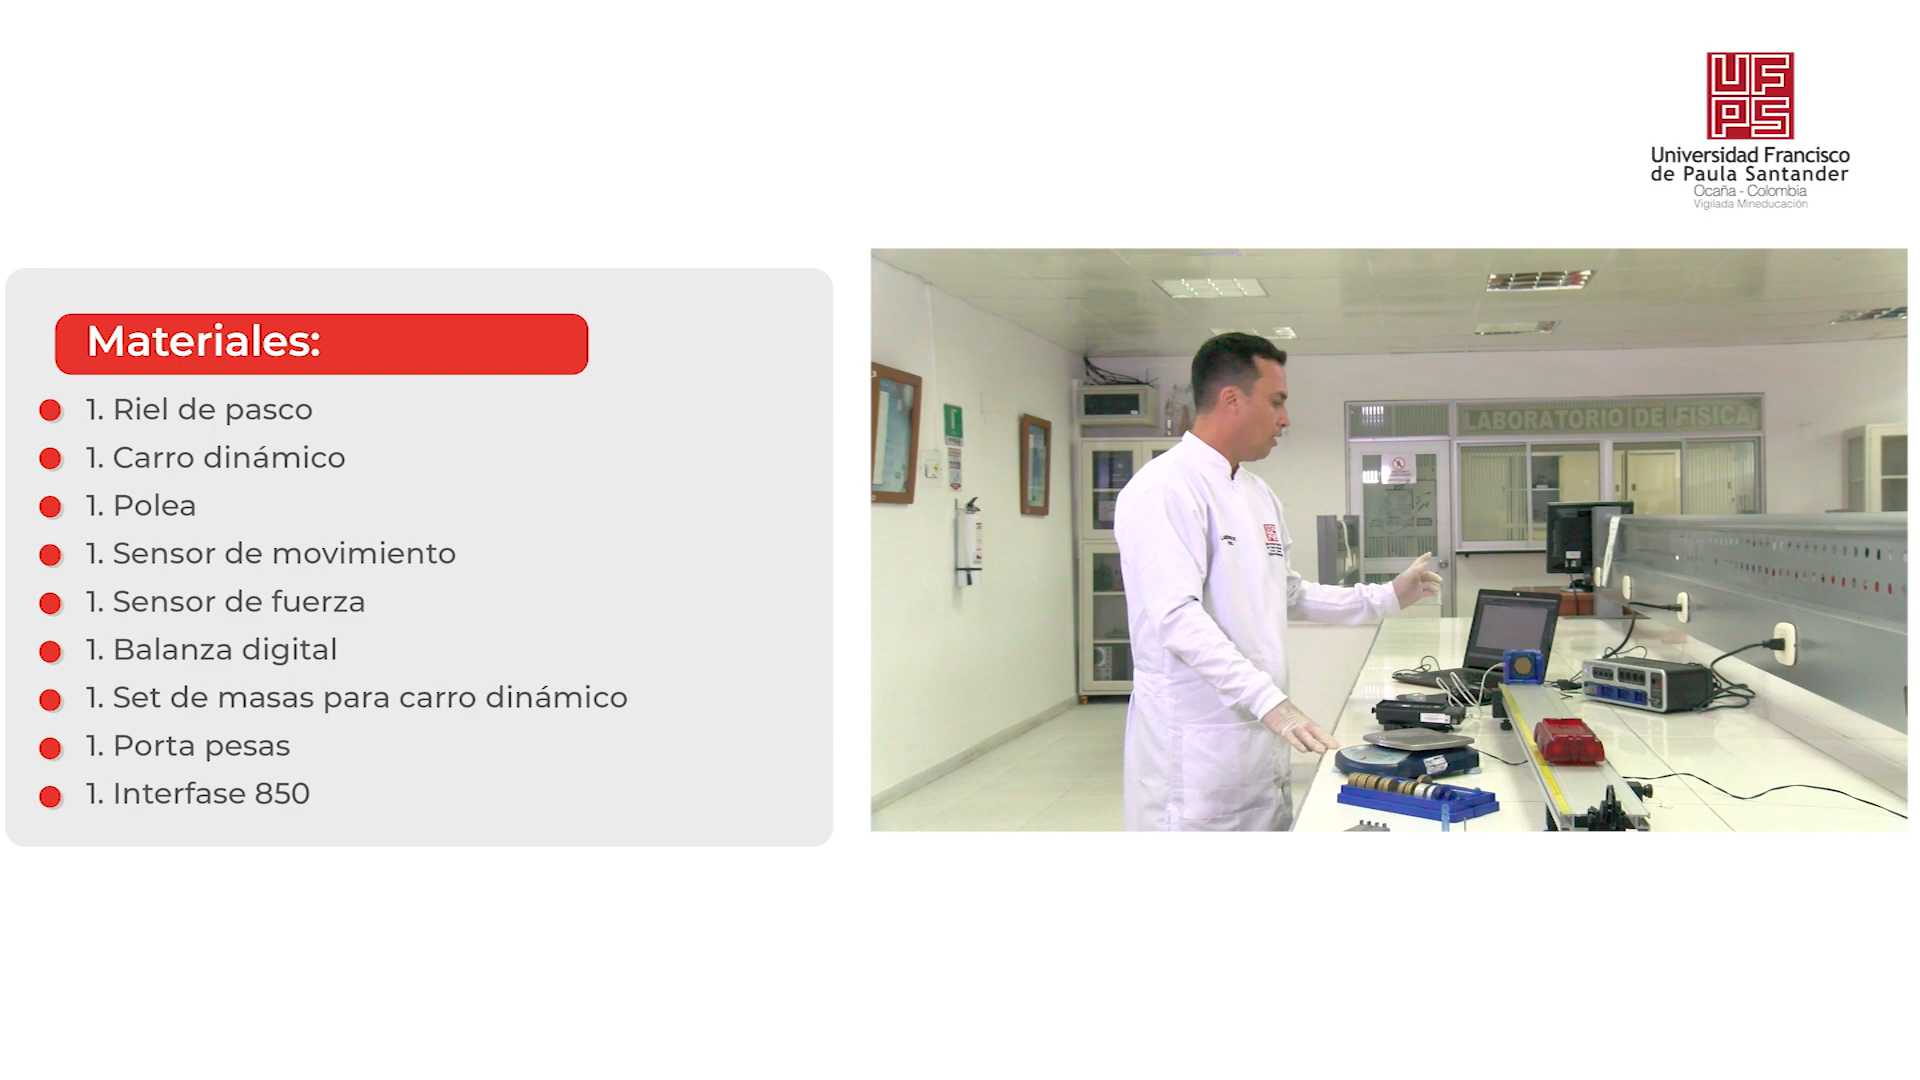 UF
PS
Universidad Francisco
de Paula Santander
Ocaña - Colombia
Vigilada Mineducación
Materiales:
1. Riel de pasco
1. Carro dinámico
1. Polea
1. Sensor de movimiento
1. Sensor de fuerza
1. Balanza digital
1. Set de masas para carro dinámico
1. Porta pesas
1. Interfase 850
LABORATORIO DE FISICA